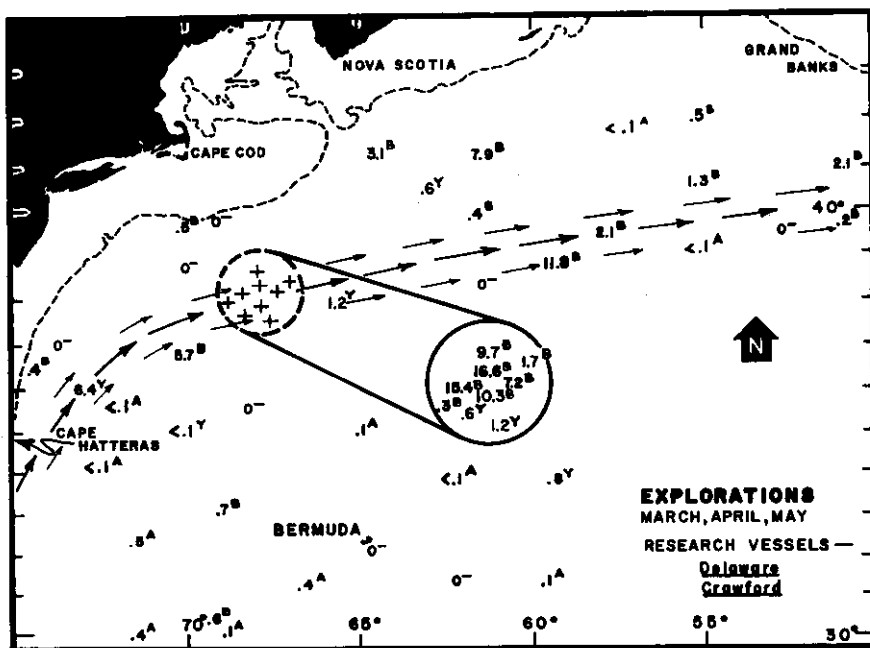 NOVA SCOTIA
GRAND
BANKS
CAPE COD
<.1ᴬ
.5ᴮ
3.1ᴮ
7.9ᴮ
.6ʸ
2.1ᴮ
1.3ᴮ
.4ᴮ
40°
0-
2.1ᴮ
0-
.2ᴮ
<.1ᴬ
0-
11.8ᴮ
0-
1.2ʸ
0-
.4ᴮ
9.7ᴮ
1.7ᴮ
16.6ᴮ
7.2ᴮ
15.4ᴮ
10.3ᴮ
.3ᴮ
.6ʸ
1.2ʸ
N
6.4ʸ
<.1ᴬ
0-
<.1ʸ
.1ᴬ
CAPE
HATTERAS
<.1ᴬ
<.1ᴬ
.8ʸ
.7ᴮ
BERMUDA
0-
.5ᴬ
EXPLORATIONS
MARCH, APRIL, MAY
RESEARCH VESSELS —
Delaware
Crawford
.4ᴬ
0-
.1ᴬ
.6ᴮ
.4ᴬ
70°
.1ᴬ
65°
60°
55°
30°